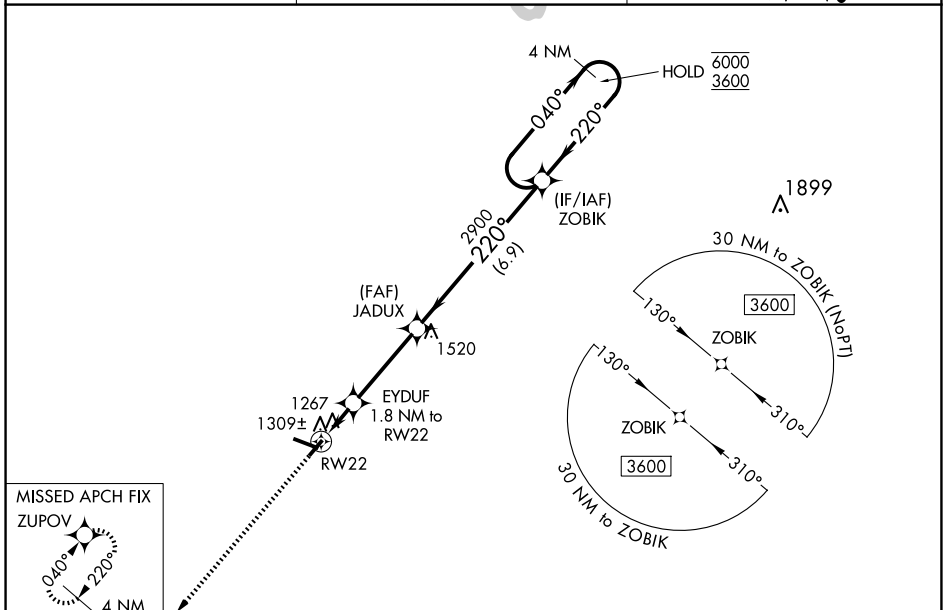 4 NM
HOLD 6000
3600
040°
220°
(IF/IAF)
ZOBIK
1899
2900
220°
(6.9)
30 NM to ZOBIK (NoPT)
3600
130°
ZOBIK
310°
(FAF)
JADUX
1520
130°
ZOBIK
3600
310°
30 NM to ZOBIK
EYDUF
1.8 NM to
RW22
1267
1309±
RW22
MISSED APCH FIX
ZUPOV
040°
220°
4 NM